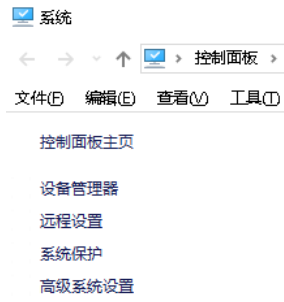 系统
控制面板
文件(F) 编辑(E) 查看(V) 工具(T)
控制面板主页
设备管理器
远程设置
系统保护
高级系统设置